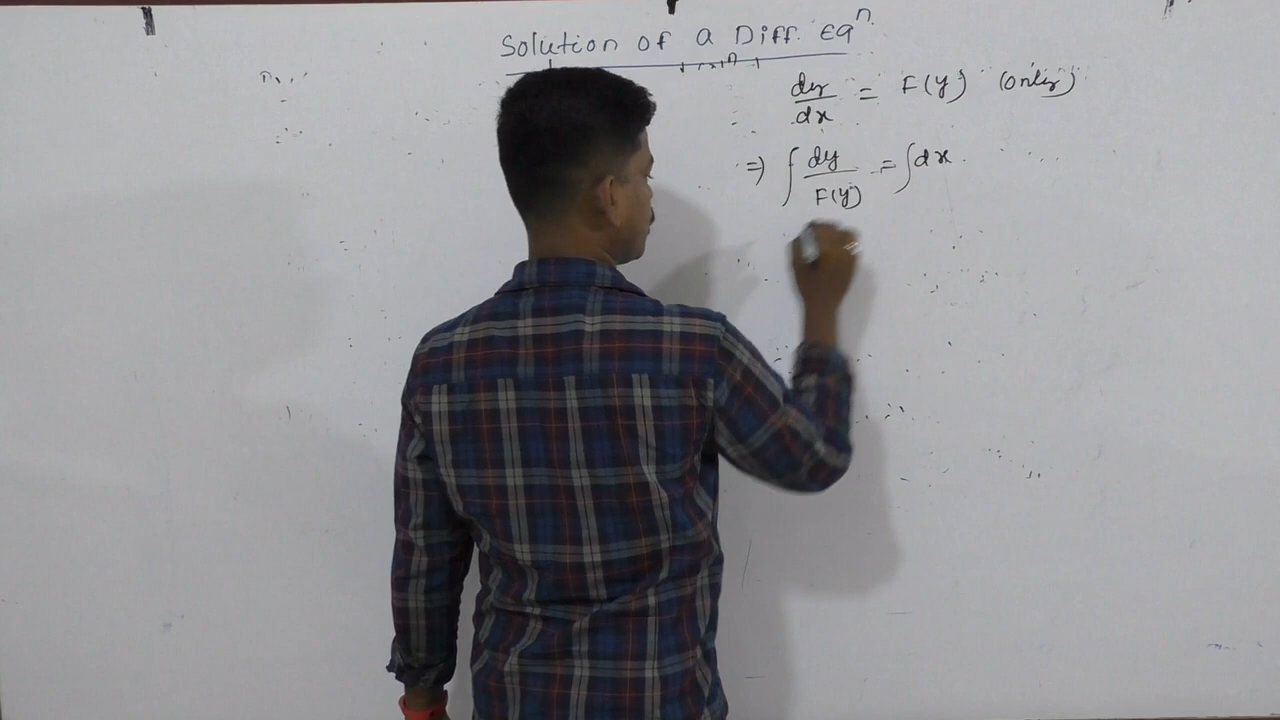 Solution of a Diff. Eqⁿ.
dy/dx = F(y) (only)
⇒ ∫ dy/F(y) = ∫dx